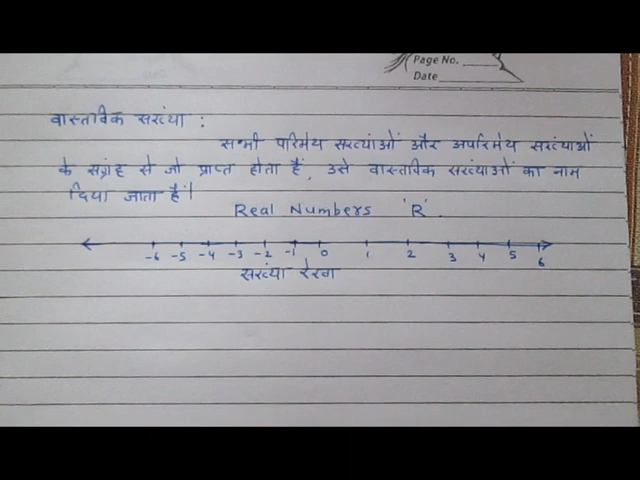 Page No.
Date
वास्तविक संख्या :
सभी परिमेय संख्याओं और अपरिमेय संख्याओं
के संग्रह से जो प्राप्त होता है, उसे वास्तविक संख्याओं का नाम
दिया जाता है।
Real Numbers 'R'.
-6 -5 -4 -3 -2 -1 0 1 2 3 4 5 6
संख्या रेखा